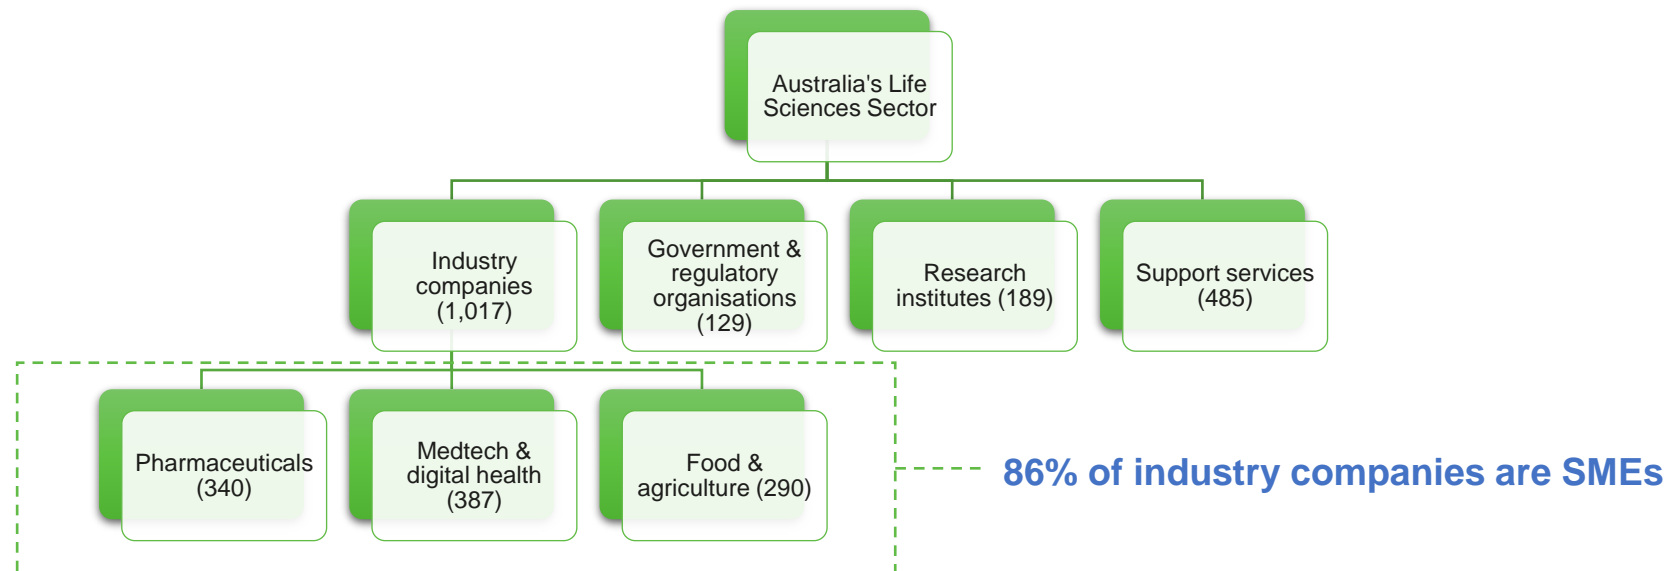 Australia's Life
Sciences Sector
Industry
companies
(1,017)
Government &
regulatory
organisations
(129)
Research
institutes (189)
Support services
(485)
Pharmaceuticals
(340)
Medtech &
digital health
(387)
Food &
agriculture (290)
86% of industry companies are SMEs